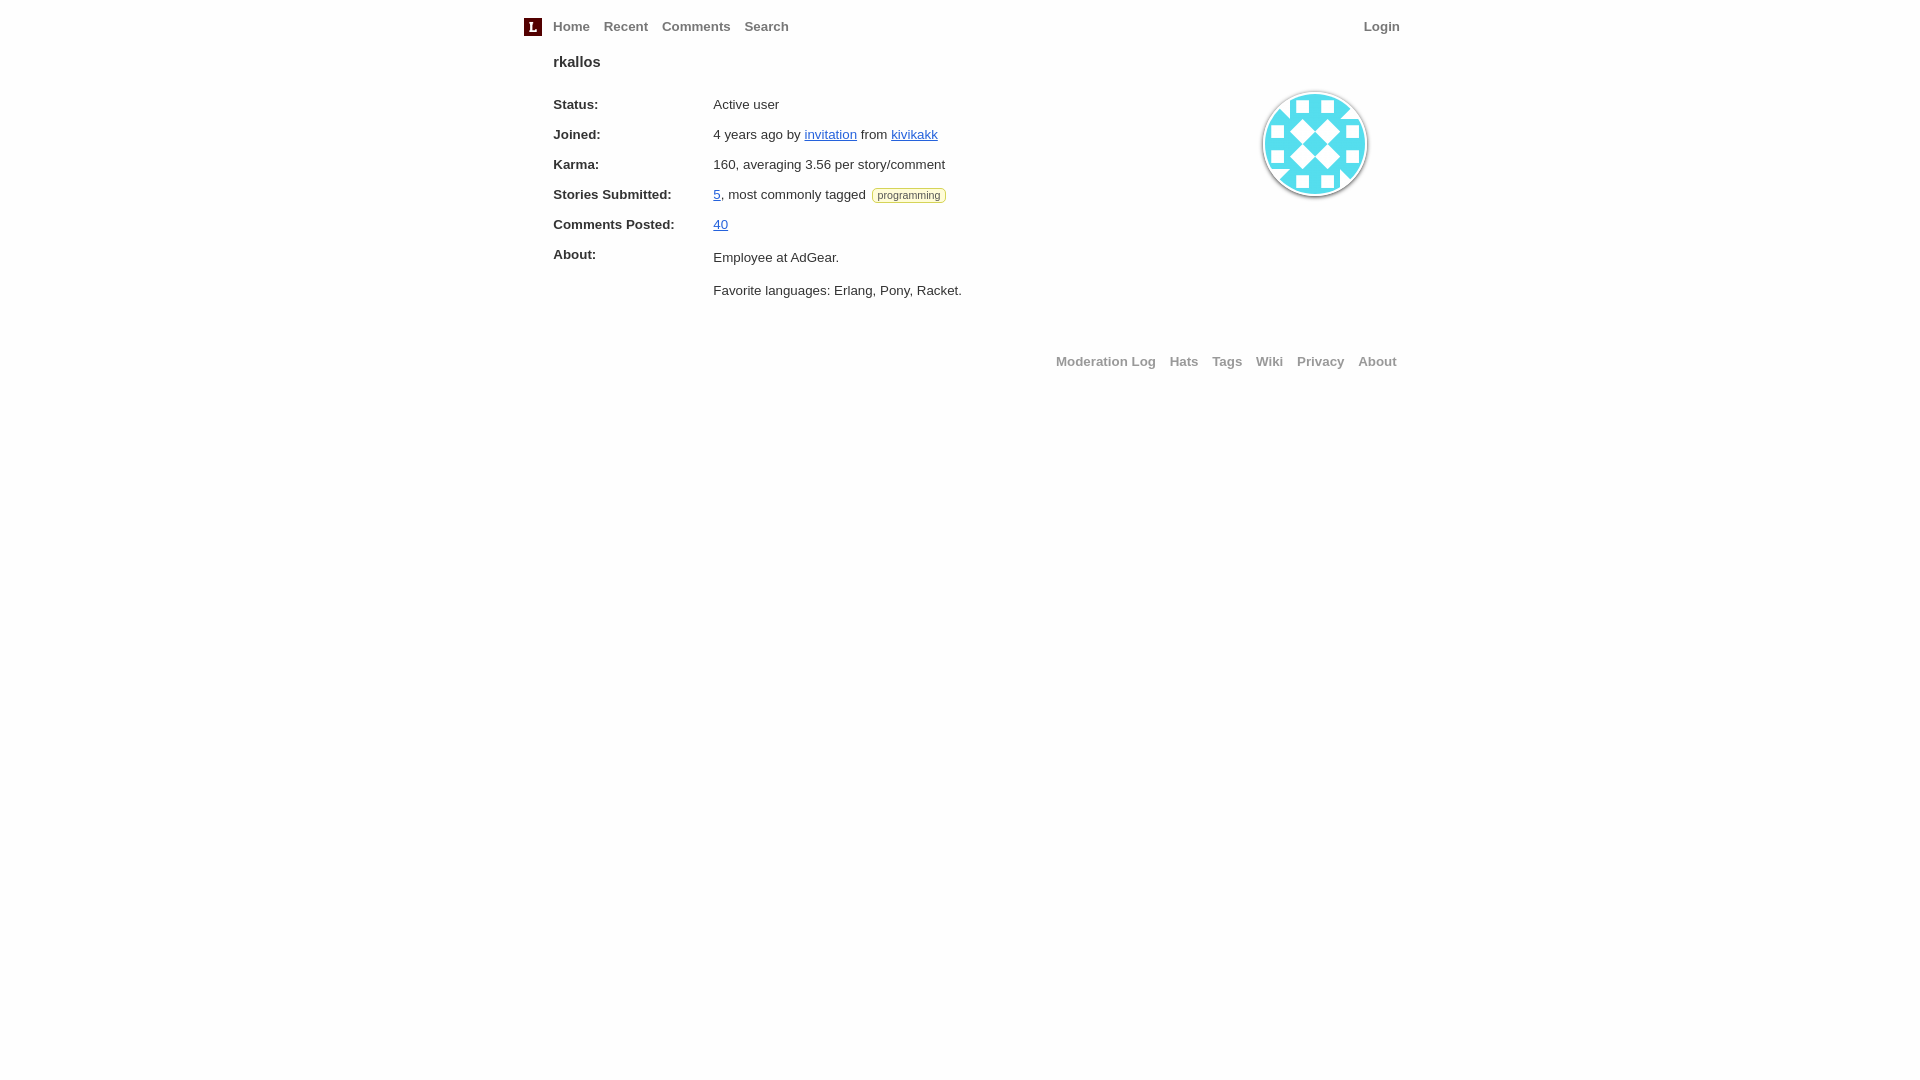 L Home Recent Comments Search Login
rkallos
Status: Active user
Joined: 4 years ago by invitation from kivikakk
Karma: 160, averaging 3.56 per story/comment
Stories Submitted: 5, most commonly tagged programming
Comments Posted: 40
About: Employee at AdGear.
Favorite languages: Erlang, Pony, Racket.
Moderation Log Hats Tags Wiki Privacy About